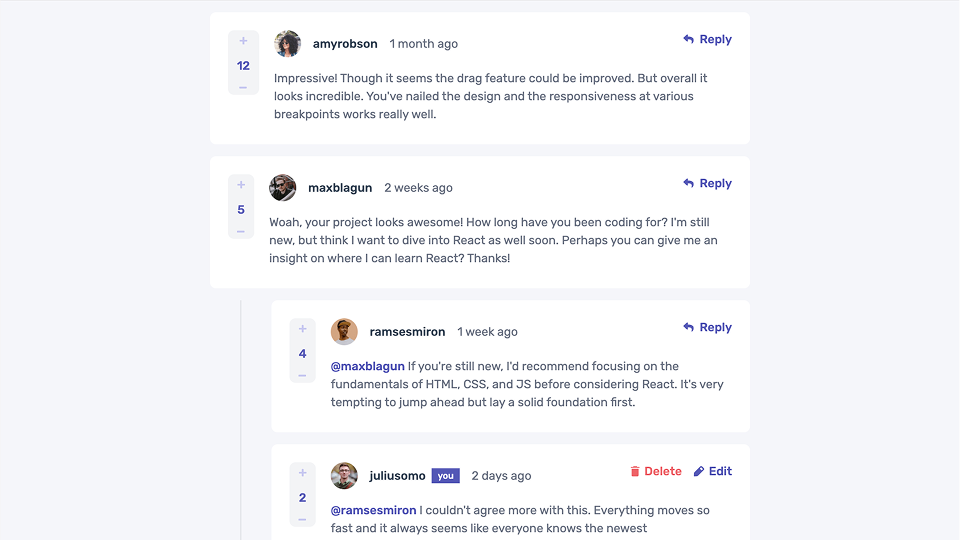 +
12
−
amyrobson 1 month ago
Reply
Impressive! Though it seems the drag feature could be improved. But overall it
looks incredible. You've nailed the design and the responsiveness at various
breakpoints works really well.
+
5
−
maxblagun 2 weeks ago
Reply
Woah, your project looks awesome! How long have you been coding for? I'm still
new, but think I want to dive into React as well soon. Perhaps you can give me an
insight on where I can learn React? Thanks!
+
4
−
ramsesmiron 1 week ago
Reply
@maxblagun If you're still new, I'd recommend focusing on the
fundamentals of HTML, CSS, and JS before considering React. It's very
tempting to jump ahead but lay a solid foundation first.
+
2
−
juliusomo you 2 days ago
Delete Edit
@ramsesmiron I couldn't agree more with this. Everything moves so
fast and it always seems like everyone knows the newest